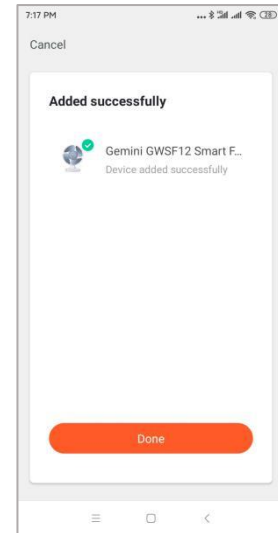 7:17 PM
Cancel
Added successfully
Gemini GWSF12 Smart F...
Device added successfully
Done